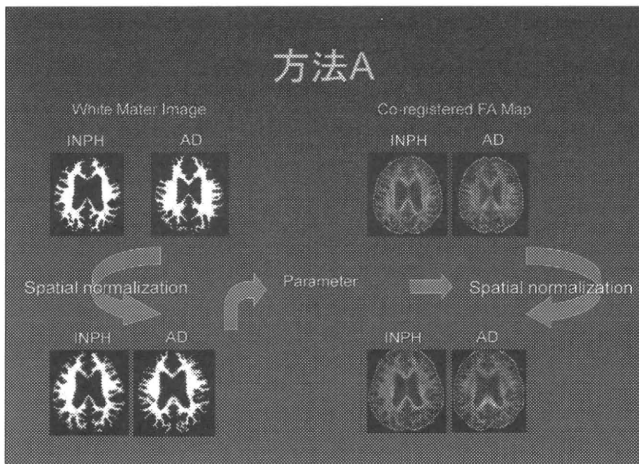 方法A
White Mater Image
Co-registered FA Map
INPH AD
INPH AD
Spatial normalization
Parameter
Spatial normalization
INPH AD
INPH AD